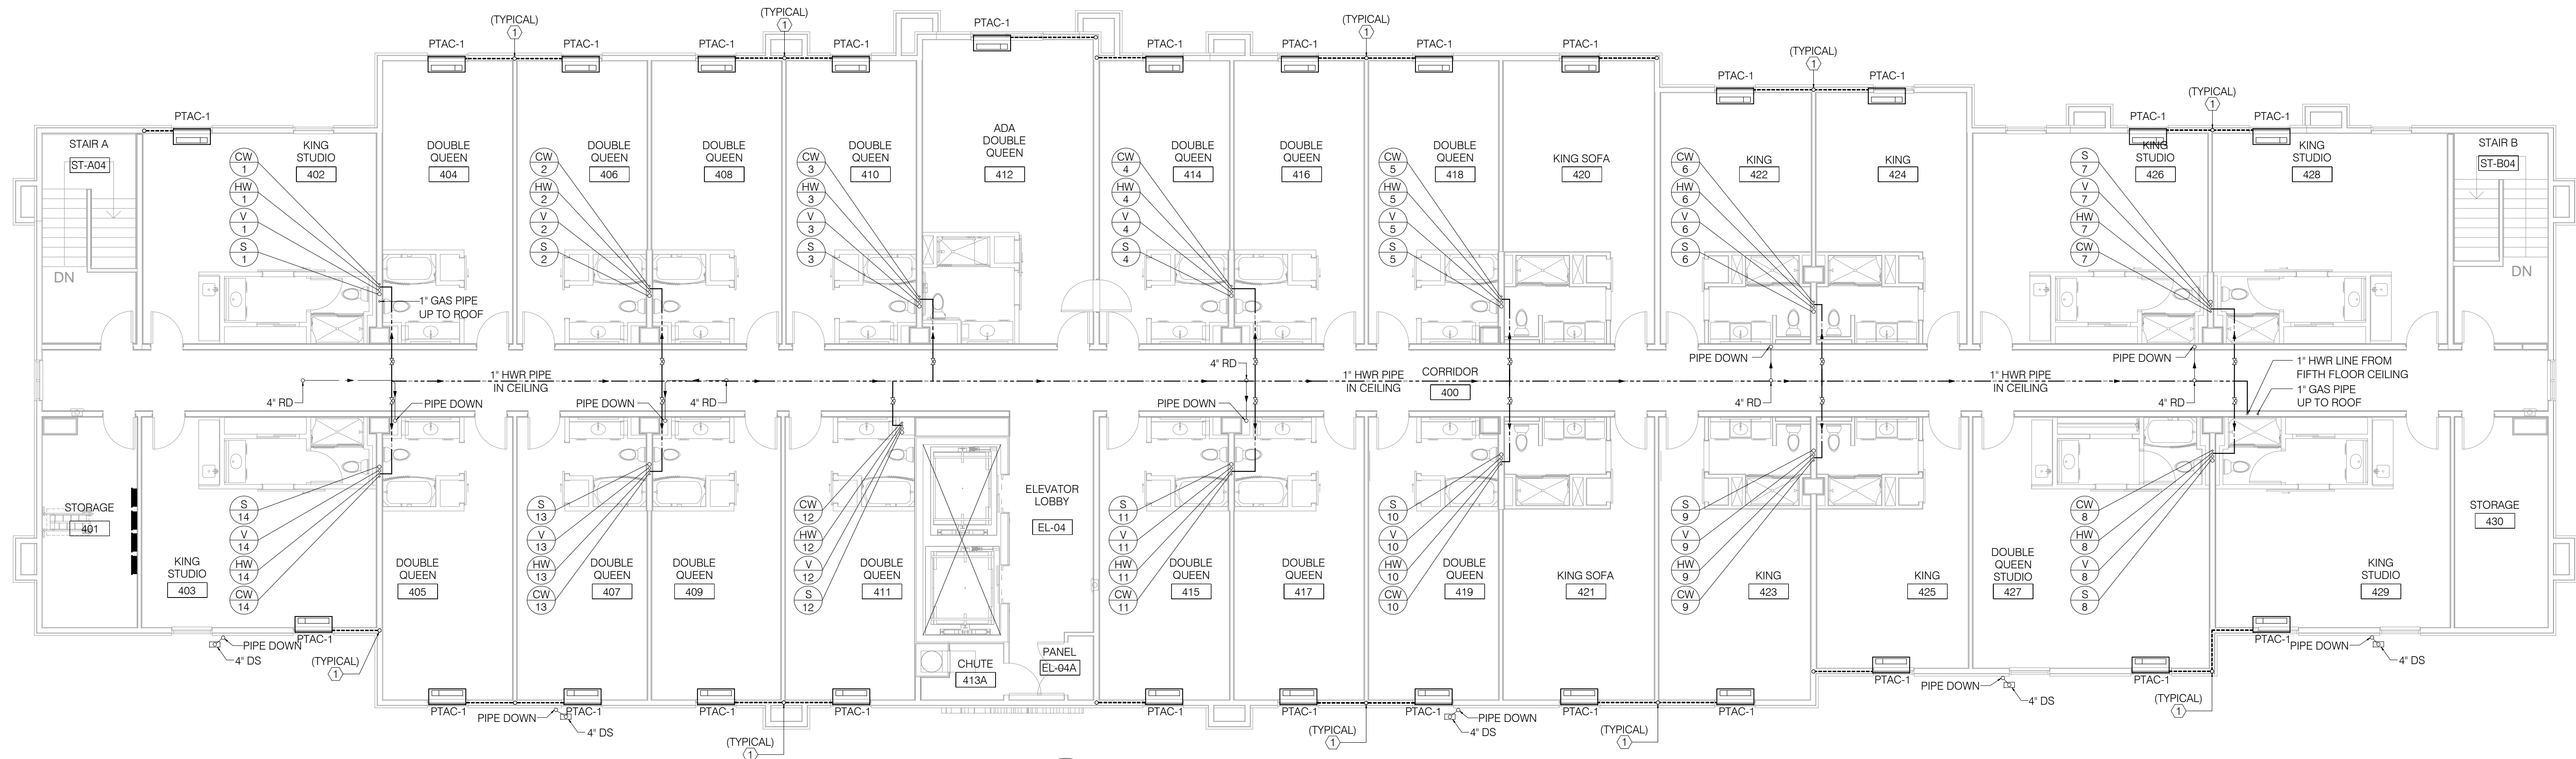 (TYPICAL)
1
(TYPICAL)
1
(TYPICAL)
1
(TYPICAL)
1
(TYPICAL)
1
PTAC-1
PTAC-1
PTAC-1
PTAC-1
PTAC-1
PTAC-1
PTAC-1
PTAC-1
PTAC-1
PTAC-1
PTAC-1
PTAC-1
PTAC-1
PTAC-1
STAIR A
ST-A04
DN
KING
STUDIO
402
DOUBLE
QUEEN
404
DOUBLE
QUEEN
406
DOUBLE
QUEEN
408
DOUBLE
QUEEN
410
ADA
DOUBLE
QUEEN
412
DOUBLE
QUEEN
414
DOUBLE
QUEEN
416
DOUBLE
QUEEN
418
KING SOFA
420
KING
422
KING
424
KING
STUDIO
426
KING
STUDIO
428
STAIR B
ST-B04
DN
CW
1
HW
1
V
1
S
1
CW
2
HW
2
V
2
S
2
CW
3
HW
3
V
3
S
3
CW
4
HW
4
V
4
S
4
CW
5
HW
5
V
5
S
5
CW
6
HW
6
V
6
S
6
S
7
V
7
HW
7
CW
7
1" GAS PIPE
UP TO ROOF
4" RD
1" HWR PIPE
IN CEILING
PIPE DOWN
PIPE DOWN
4" RD
4" RD
PIPE DOWN
1" HWR PIPE
IN CEILING
CORRIDOR
400
PIPE DOWN
4" RD
1" HWR PIPE
IN CEILING
PIPE DOWN
4" RD
1" HWR LINE FROM
FIFTH FLOOR CEILING
1" GAS PIPE
UP TO ROOF
STORAGE
401
KING
STUDIO
403
DOUBLE
QUEEN
405
DOUBLE
QUEEN
407
DOUBLE
QUEEN
409
DOUBLE
QUEEN
411
ELEVATOR
LOBBY
EL-04
CHUTE
413A
PANEL
EL-04A
DOUBLE
QUEEN
415
DOUBLE
QUEEN
417
DOUBLE
QUEEN
419
KING SOFA
421
KING
423
KING
425
DOUBLE
QUEEN
STUDIO
427
KING
STUDIO
429
STORAGE
430
S
14
V
14
HW
14
CW
14
S
13
V
13
HW
13
CW
13
CW
12
HW
12
V
12
S
12
S
11
V
11
HW
11
CW
11
S
10
V
10
HW
10
CW
10
S
9
V
9
HW
9
CW
9
CW
8
HW
8
V
8
S
8
PIPE DOWN
4" DS
PTAC-1
(TYPICAL)
1
PTAC-1
PIPE DOWN
PTAC-1
4" DS
PTAC-1
(TYPICAL)
1
PTAC-1
PTAC-1
PTAC-1
(TYPICAL)
1
PTAC-1
PIPE DOWN
4" DS
PTAC-1
(TYPICAL)
1
PTAC-1
PTAC-1
PIPE DOWN
4" DS
PTAC-1
(TYPICAL)
1
PTAC-1
PIPE DOWN
4" DS